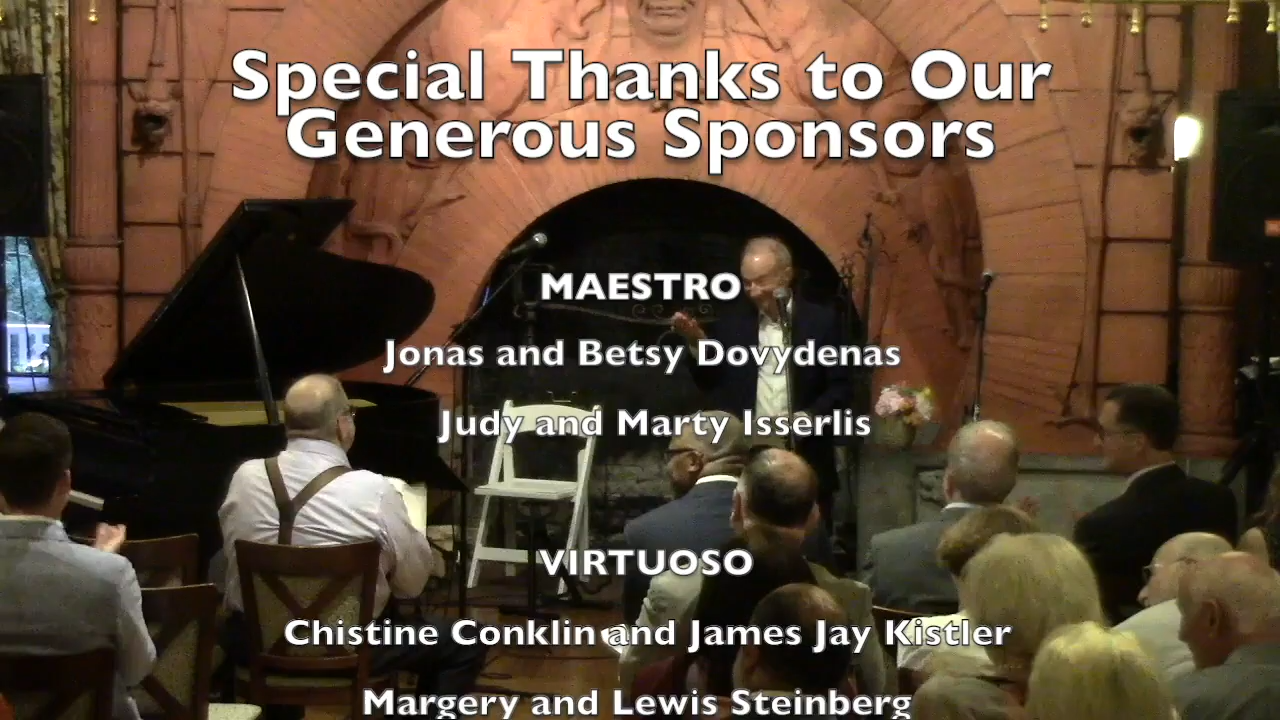 Special Thanks to Our
Generous Sponsors
MAESTRO
Jonas and Betsy Dovydenas
Judy and Marty Isserlis
VIRTUOSO
Chistine Conklin and James Jay Kistler
Margery and Lewis Steinberg